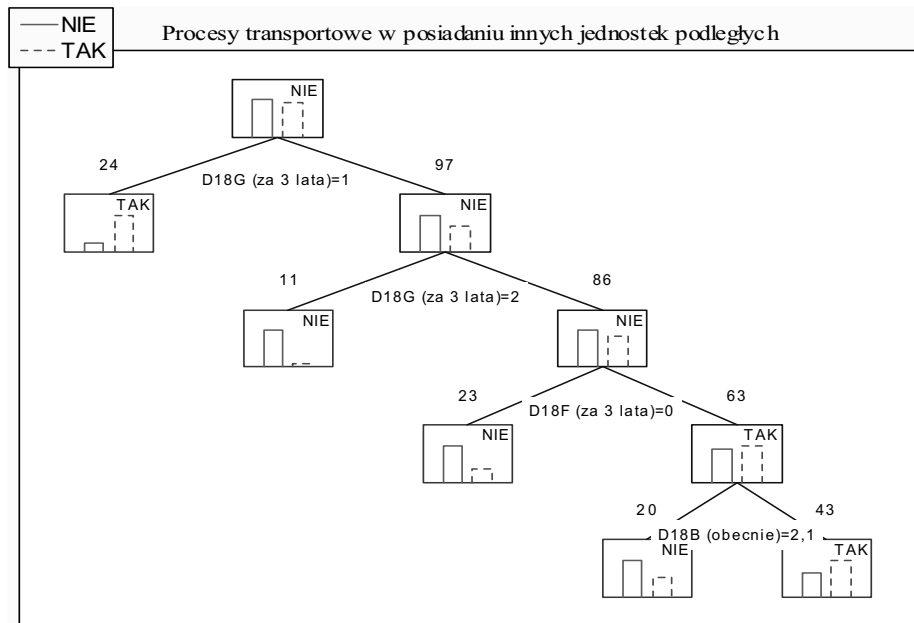 NIE
TAK
Procesy transportowe w posiadaniu innych jednostek podległych
NIE
24
97
D18G (za 3 lata)=1
TAK
NIE
11
86
D18G (za 3 lata)=2
NIE
NIE
23
63
D18F (za 3 lata)=0
NIE
TAK
20
43
D18B (obecnie)=2,1
NIE
TAK